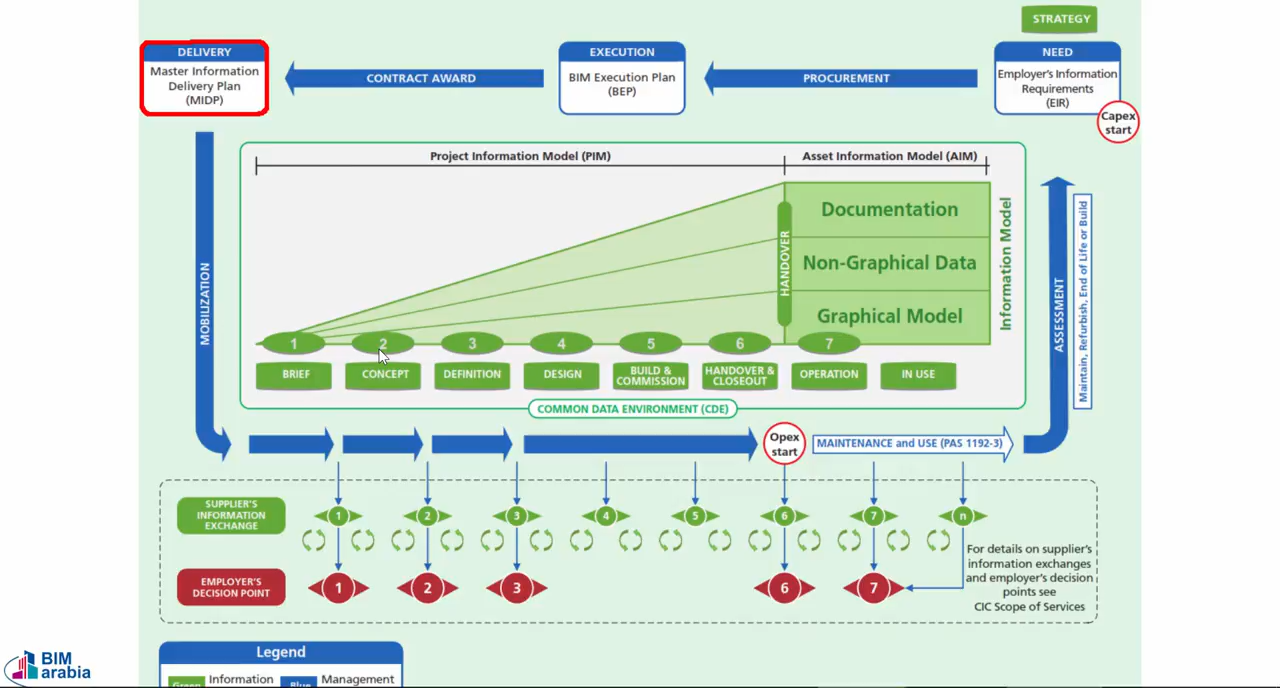 STRATEGY
DELIVERY
Master Information
Delivery Plan
(MIDP)
CONTRACT AWARD
EXECUTION
BIM Execution Plan
(BEP)
PROCUREMENT
NEED
Employer's Information
Requirements
(EIR)
Capex
start
Project Information Model (PIM)
Asset Information Model (AIM)
MOBILIZATION
HANDOVER
Documentation
Non-Graphical Data
Graphical Model
Information Model
ASSESSMENT
Maintain, Refurbish, End of Life or Build
1 2 3 4 5 6 7
BRIEF
CONCEPT
DEFINITION
DESIGN
BUILD &
COMMISSION
HANDOVER &
CLOSEOUT
OPERATION
IN USE
COMMON DATA ENVIRONMENT (CDE)
Opex
start
MAINTENANCE and USE (PAS 1192-3)
SUPPLIER'S
INFORMATION
EXCHANGE
1 2 3 4 5 6 7 n
For details on supplier's
information exchanges
and employer's decision
points see
CIC Scope of Services
EMPLOYER'S
DECISION POINT
1 2 3 6 7
Legend
Green
Information
Blue
Management
BIM
arabia